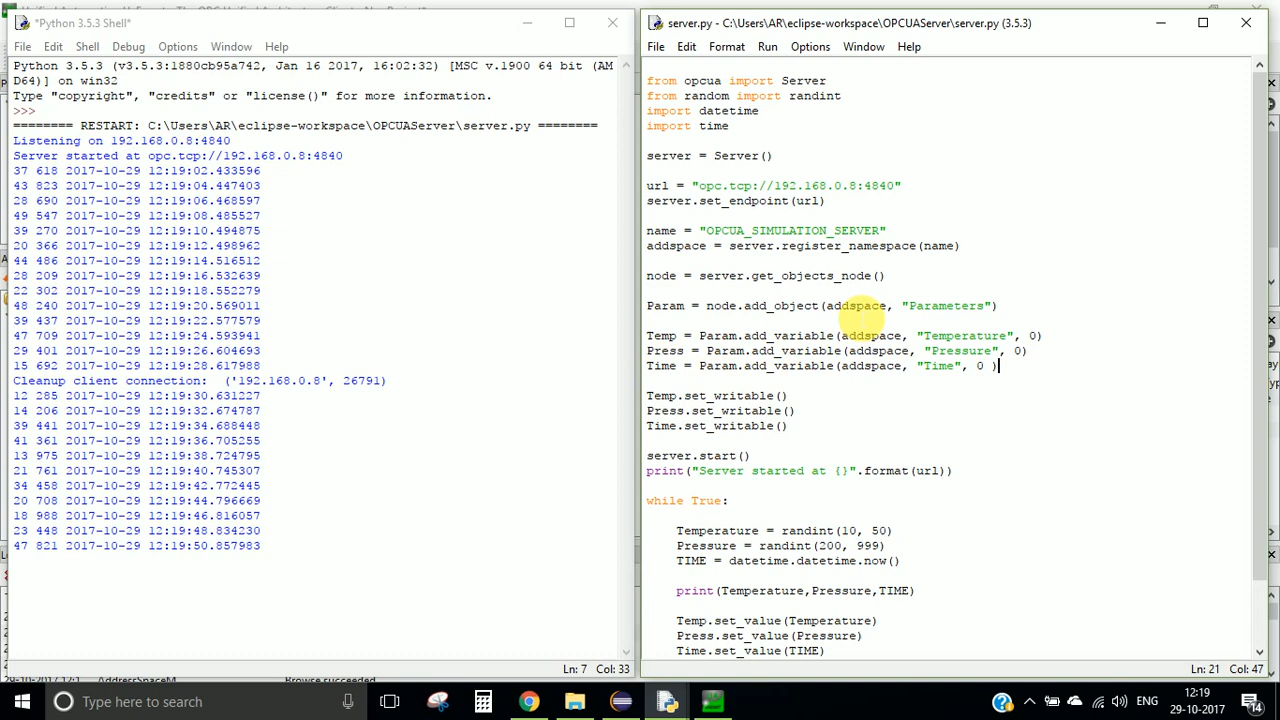 *Python 3.5.3 Shell*
File Edit Shell Debug Options Window Help
Python 3.5.3 (v3.5.3:1880cb95a742, Jan 16 2017, 16:02:32) [MSC v.1900 64 bit (AM
D64)] on win32
Type "copyright", "credits" or "license()" for more information.
>>>
======== RESTART: C:\Users\AR\eclipse-workspace\OPCUAServer\server.py ========
Listening on 192.168.0.8:4840
Server started at opc.tcp://192.168.0.8:4840
37 618 2017-10-29 12:19:02.433596
43 823 2017-10-29 12:19:04.447403
28 690 2017-10-29 12:19:06.468597
49 547 2017-10-29 12:19:08.485527
39 270 2017-10-29 12:19:10.494875
20 366 2017-10-29 12:19:12.498962
44 486 2017-10-29 12:19:14.516512
28 209 2017-10-29 12:19:16.532639
22 302 2017-10-29 12:19:18.552279
48 240 2017-10-29 12:19:20.569011
39 437 2017-10-29 12:19:22.577579
47 709 2017-10-29 12:19:24.593941
29 401 2017-10-29 12:19:26.604693
15 692 2017-10-29 12:19:28.617988
Cleanup client connection:  ('192.168.0.8', 26791)
12 285 2017-10-29 12:19:30.631227
14 206 2017-10-29 12:19:32.674787
39 441 2017-10-29 12:19:34.688448
41 361 2017-10-29 12:19:36.705255
13 975 2017-10-29 12:19:38.724795
21 761 2017-10-29 12:19:40.745307
34 458 2017-10-29 12:19:42.772445
20 708 2017-10-29 12:19:44.796669
18 988 2017-10-29 12:19:46.816057
23 448 2017-10-29 12:19:48.834230
47 821 2017-10-29 12:19:50.857983
Ln: 7 Col: 33
server.py - C:\Users\AR\eclipse-workspace\OPCUAServer\server.py (3.5.3)
File Edit Format Run Options Window Help
from opcua import Server
from random import randint
import datetime
import time
server = Server()
url = "opc.tcp://192.168.0.8:4840"
server.set_endpoint(url)
name = "OPCUA_SIMULATION_SERVER"
addspace = server.register_namespace(name)
node = server.get_objects_node()
Param = node.add_object(addspace, "Parameters")
Temp = Param.add_variable(addspace, "Temperature", 0)
Press = Param.add_variable(addspace, "Pressure", 0)
Time = Param.add_variable(addspace, "Time", 0 )
Temp.set_writable()
Press.set_writable()
Time.set_writable()
server.start()
print("Server started at {}".format(url))
while True:
Temperature = randint(10, 50)
Pressure = randint(200, 999)
TIME = datetime.datetime.now()
print(Temperature,Pressure,TIME)
Temp.set_value(Temperature)
Press.set_value(Pressure)
Time.set_value(TIME)
Ln: 21 Col: 47
Type here to search
ENG
12:19
29-10-2017
14